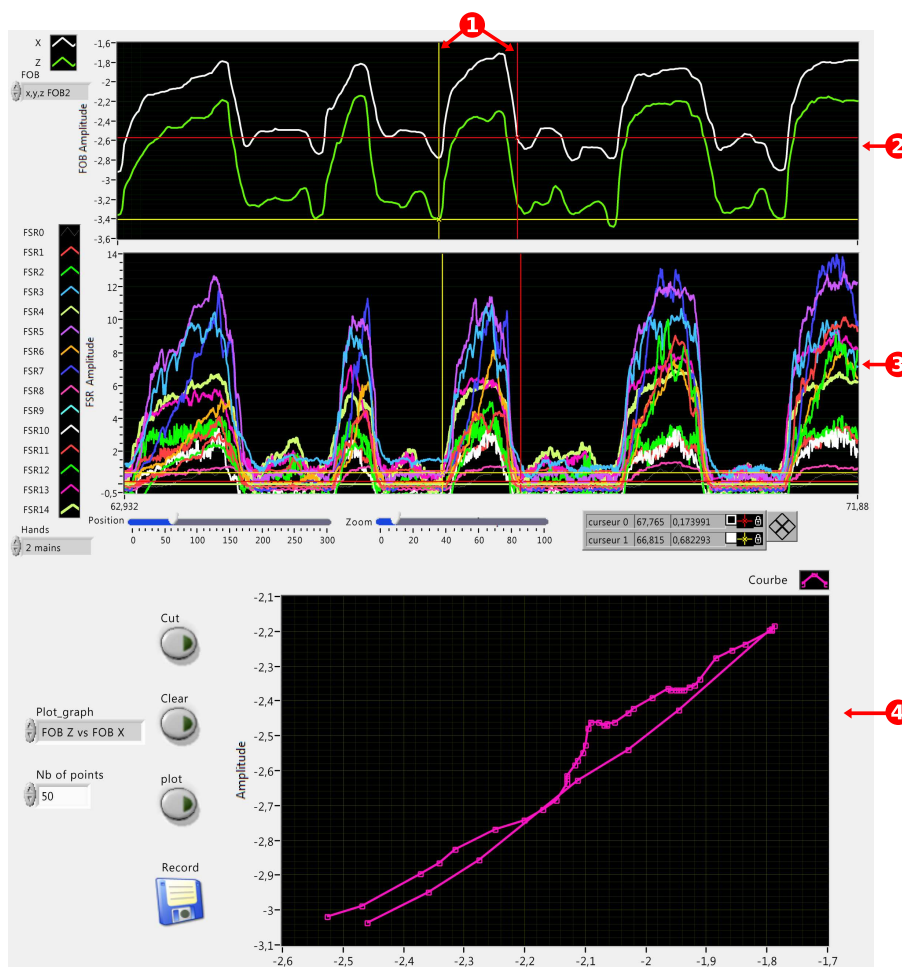 1
X
Z
FOB
x,y,z FOB2
FOB Amplitude
-1,6
-1,8
-2
-2,2
-2,4
-2,6
-2,8
-3
-3,2
-3,4
-3,6
2
FSR0
FSR1
FSR2
FSR3
FSR4
FSR5
FSR6
FSR7
FSR8
FSR9
FSR10
FSR11
FSR12
FSR13
FSR14
Hands
2 mains
FSR Amplitude
14
12
10
8
6
4
2
-0,5
62,932
71,88
3
Position
0 50 100 150 200 250 300
Zoom
0 20 40 60 80 100
curseur 0 67,765 0,173991
curseur 1 66,815 0,682293
Courbe
Cut
Clear
Plot_graph
FOB Z vs FOB X
Nb of points
50
plot
Record
Amplitude
-2,1
-2,2
-2,3
-2,4
-2,5
-2,6
-2,7
-2,8
-2,9
-3
-3,1
-2,6 -2,5 -2,4 -2,3 -2,2 -2,1 -2 -1,9 -1,8 -1,7
4